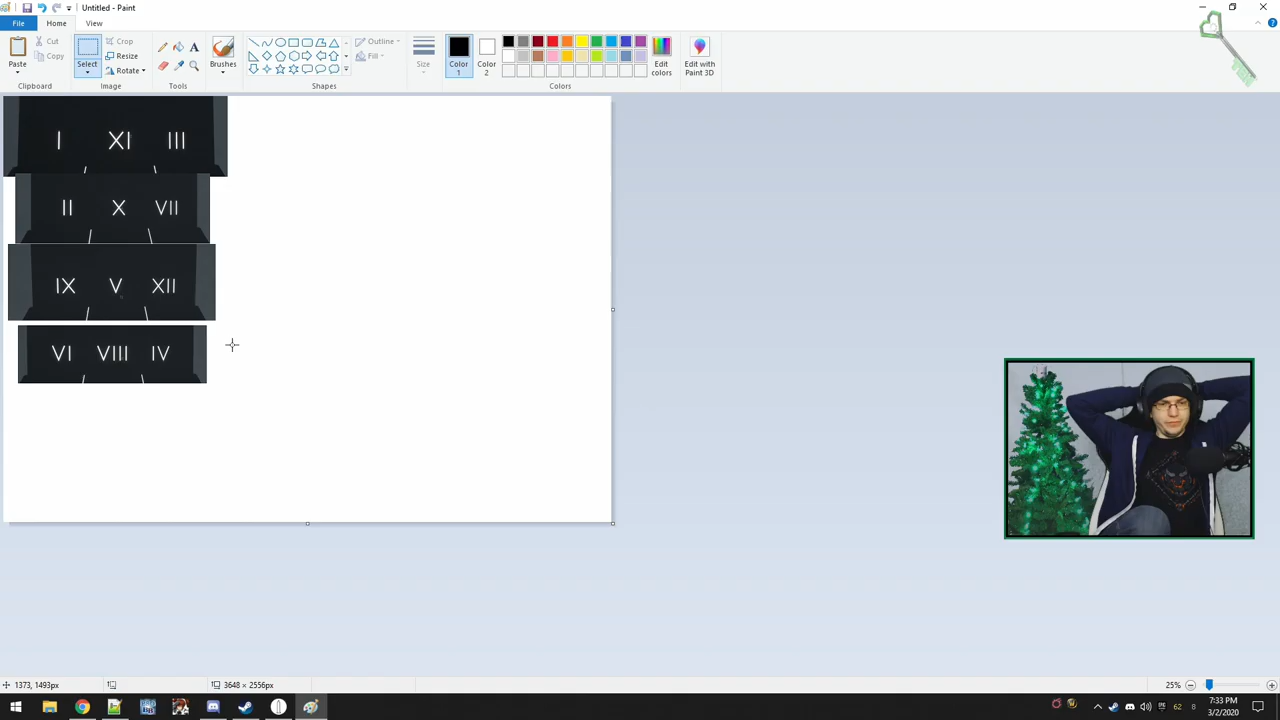 Untitled - Paint
File Home View
Paste
Cut
Copy
Clipboard
Select
Crop
Resize
Rotate
Image
A
Tools
Brushes
Outline
Fill
Shapes
Size
Color 1
Color 2
Edit colors
Edit with Paint 3D
Colors
I XI III
II X VII
IX V XII
VI VIII IV
1373, 1493px
3648 × 2556px
25%
62 8
7:33 PM
3/2/2020